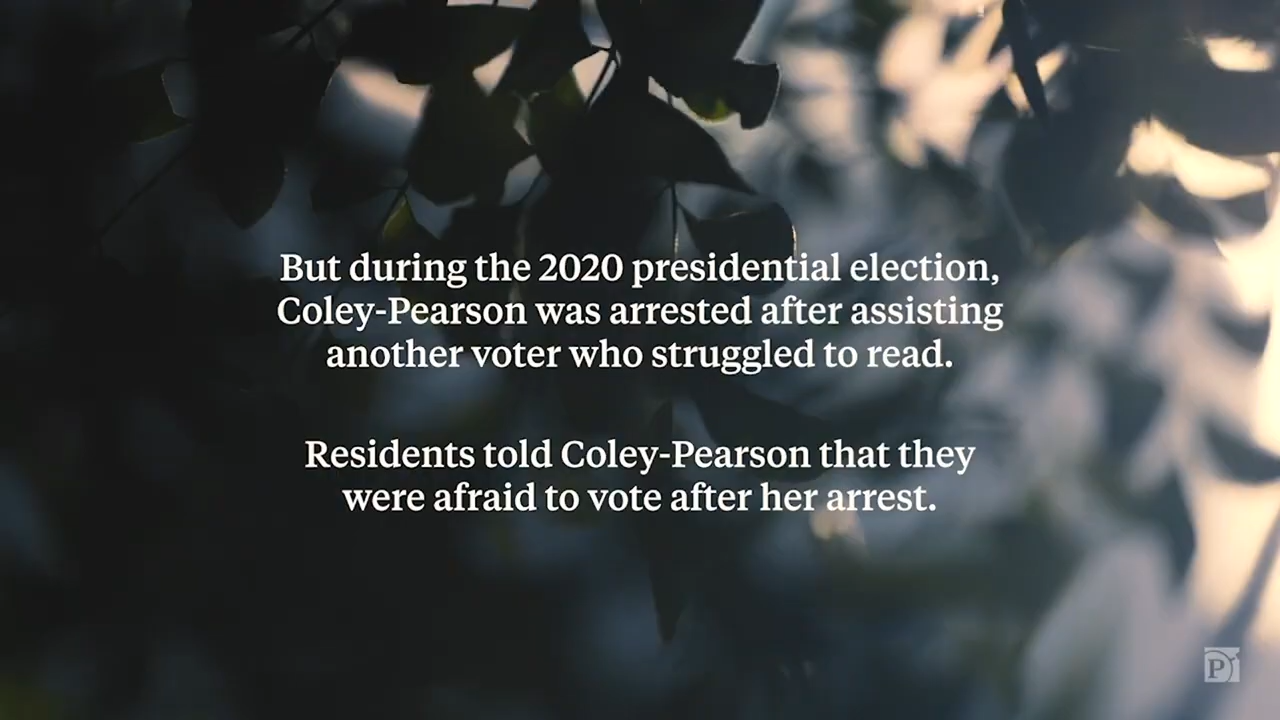 But during the 2020 presidential election,
Coley-Pearson was arrested after assisting
another voter who struggled to read.
Residents told Coley-Pearson that they
were afraid to vote after her arrest.
P